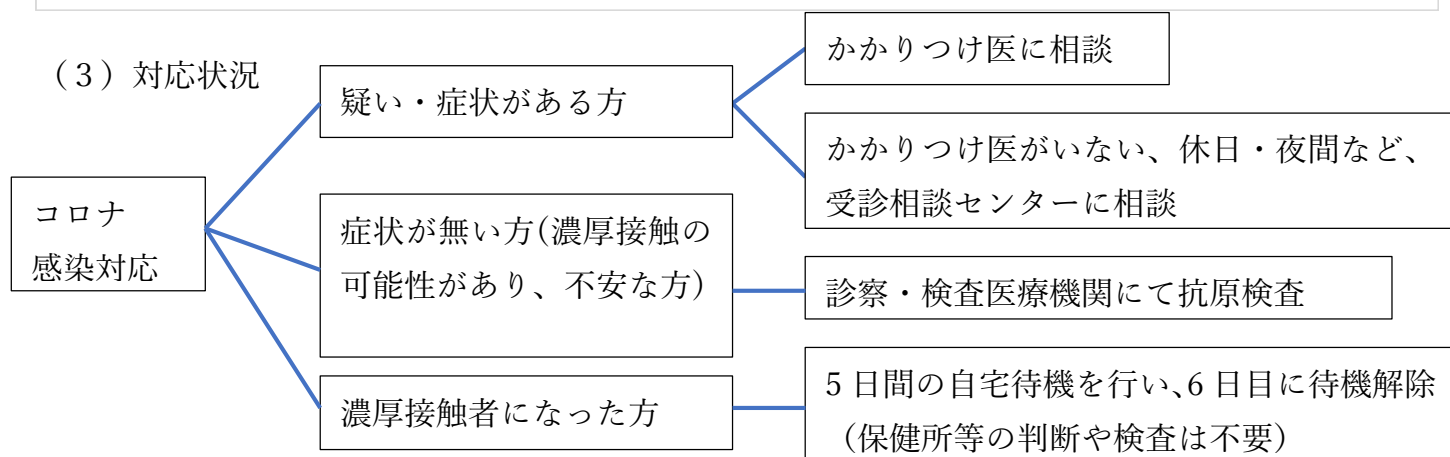 (3)対応状況
コロナ
感染対応
疑い・症状がある方
かかりつけ医に相談
かかりつけ医がいない、休日・夜間など、
受診相談センターに相談
症状が無い方(濃厚接触の
可能性があり、不安な方)
診察・検査医療機関にて抗原検査
濃厚接触者になった方
5日間の自宅待機を行い、6日目に待機解除
(保健所等の判断や検査は不要)